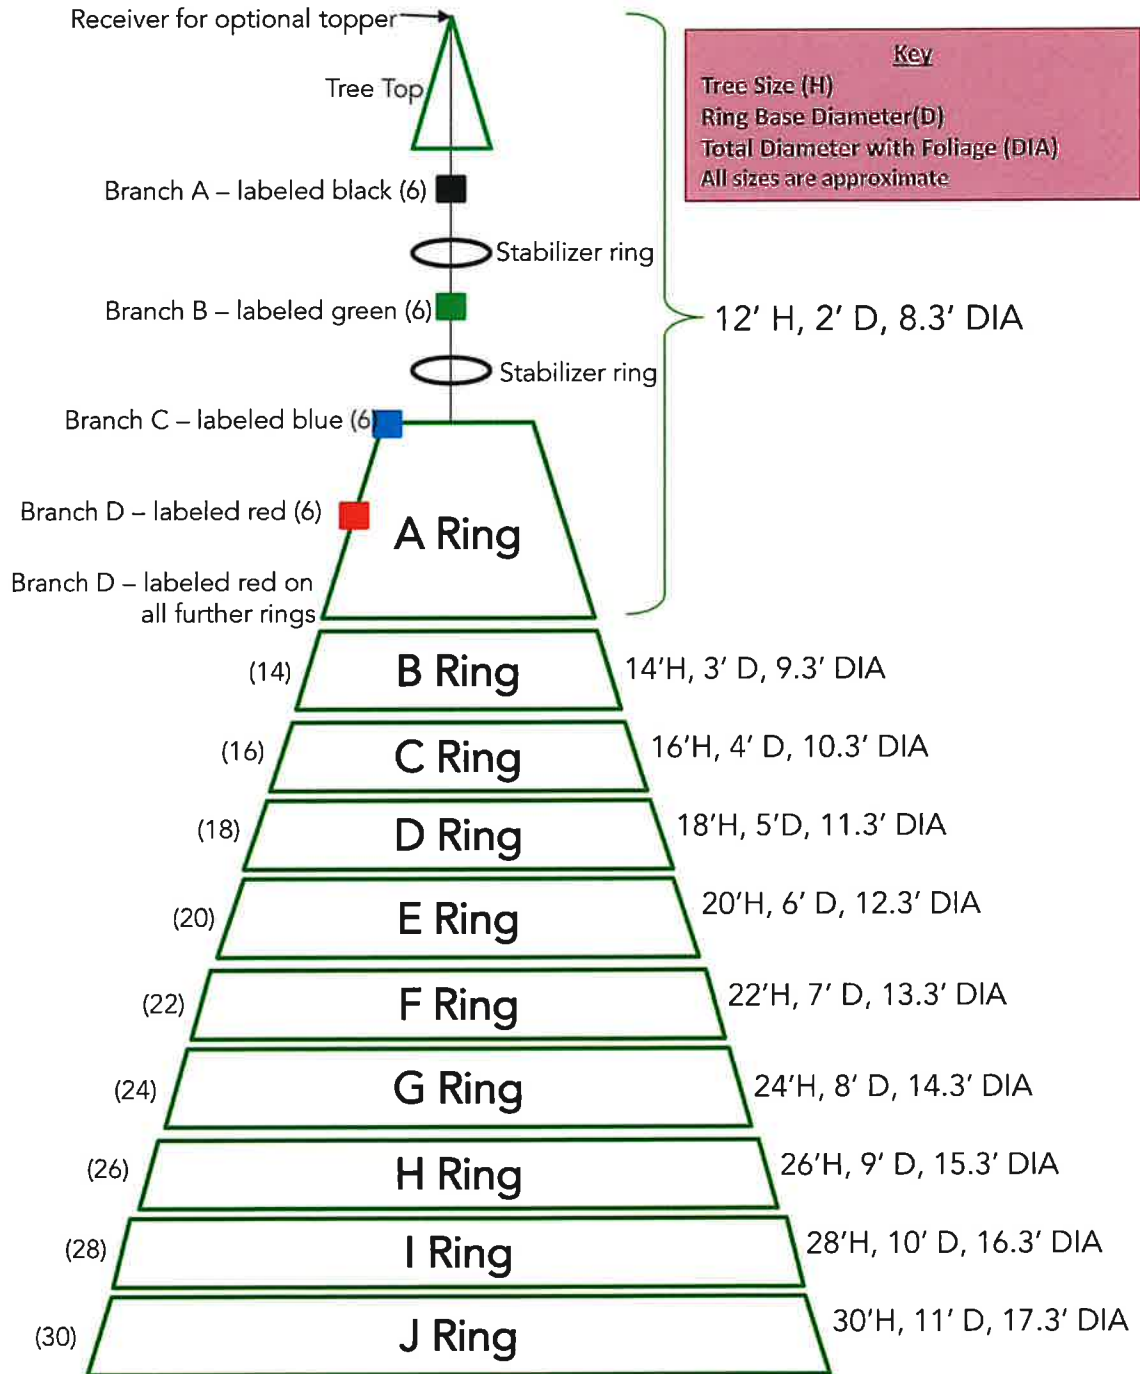 Receiver for optional topper
Tree Top
Key
Tree Size (H)
Ring Base Diameter(D)
Total Diameter with Foliage (DIA)
All sizes are approximate
Branch A – labeled black (6)
Stabilizer ring
Branch B – labeled green (6)
12' H, 2' D, 8.3' DIA
Stabilizer ring
Branch C – labeled blue (6)
Branch D – labeled red (6)
A Ring
Branch D – labeled red on
all further rings
(14)
B Ring
14'H, 3' D, 9.3' DIA
(16)
C Ring
16'H, 4' D, 10.3' DIA
(18)
D Ring
18'H, 5'D, 11.3' DIA
(20)
E Ring
20'H, 6' D, 12.3' DIA
(22)
F Ring
22'H, 7' D, 13.3' DIA
(24)
G Ring
24'H, 8' D, 14.3' DIA
(26)
H Ring
26'H, 9' D, 15.3' DIA
(28)
I Ring
28'H, 10' D, 16.3' DIA
(30)
J Ring
30'H, 11' D, 17.3' DIA